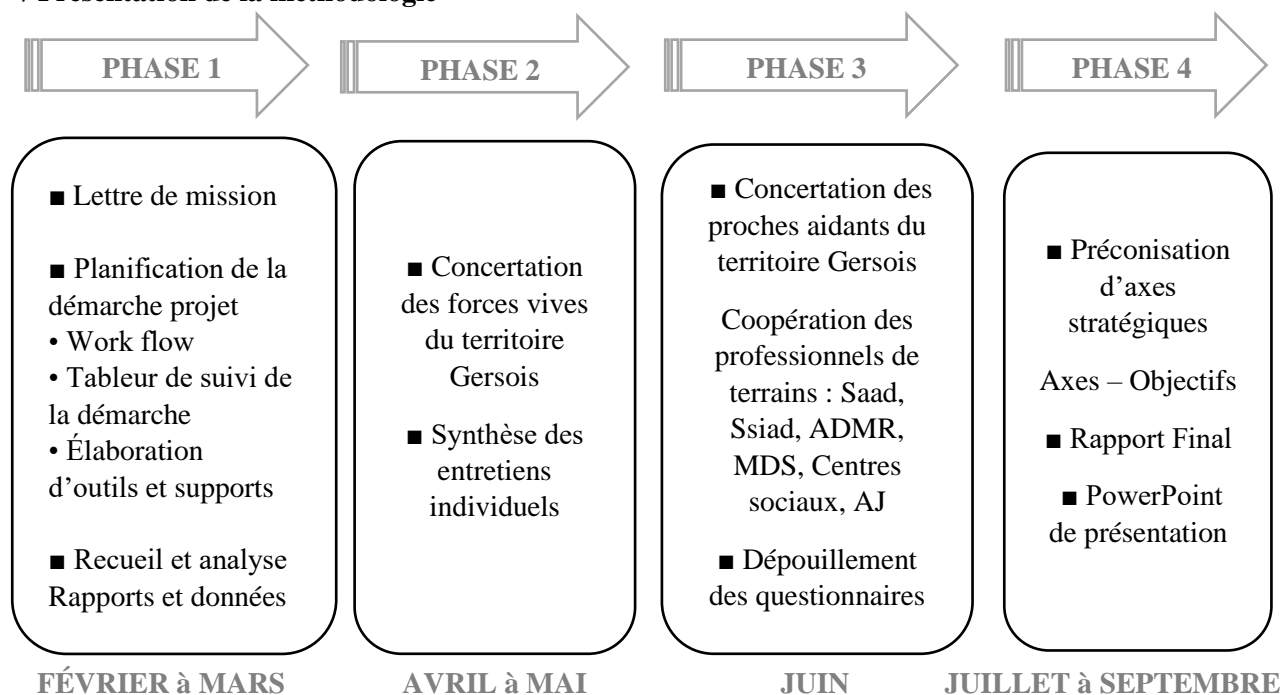 / Présentation de la méthodologie
PHASE 1
PHASE 2
PHASE 3
PHASE 4
■ Lettre de mission
■ Planification de la
démarche projet
• Work flow
• Tableur de suivi de
la démarche
• Élaboration
d’outils et supports
■ Recueil et analyse
Rapports et données
■ Concertation
des forces vives
du territoire
Gersois
■ Synthèse des
entretiens
individuels
■ Concertation des
proches aidants du
territoire Gersois
Coopération des
professionnels de
terrains : Saad,
Ssiad, ADMR,
MDS, Centres
sociaux, AJ
■ Dépouillement
des questionnaires
■ Préconisation
d’axes
stratégiques
Axes – Objectifs
■ Rapport Final
■ PowerPoint
de présentation
FÉVRIER à MARS
AVRIL à MAI
JUIN
JUILLET à SEPTEMBRE